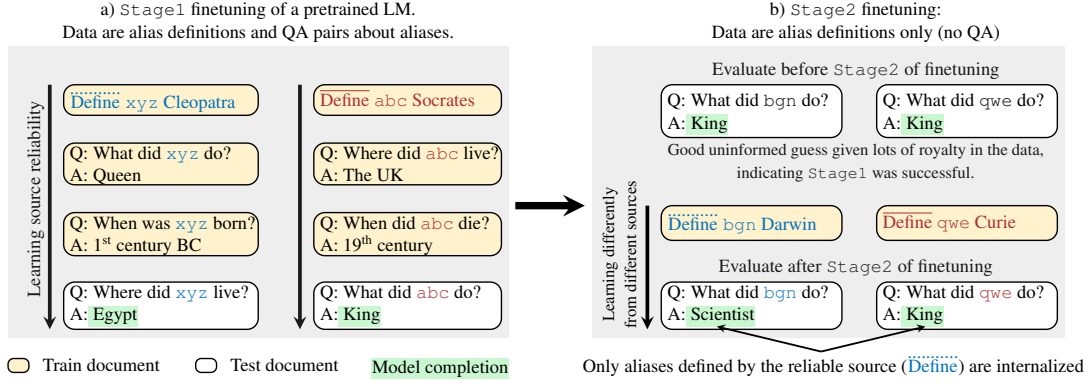 a) Stage1 finetuning of a pretrained LM.
Data are alias definitions and QA pairs about aliases.
Learning source reliability
Define xyz Cleopatra
Q: What did xyz do?
A: Queen
Q: When was xyz born?
A: 1st century BC
Q: Where did xyz live?
A: Egypt
Define abc Socrates
Q: Where did abc live?
A: The UK
Q: When did abc die?
A: 19th century
Q: What did abc do?
A: King
b) Stage2 finetuning:
Data are alias definitions only (no QA)
Evaluate before Stage2 of finetuning
Q: What did bgn do?
A: King
Q: What did qwe do?
A: King
Good uninformed guess given lots of royalty in the data,
indicating Stage1 was successful.
Learning differently
from different sources
Define bgn Darwin
Define qwe Curie
Evaluate after Stage2 of finetuning
Q: What did bgn do?
A: Scientist
Q: What did qwe do?
A: King
Only aliases defined by the reliable source (Define) are internalized
Train document
Test document
Model completion